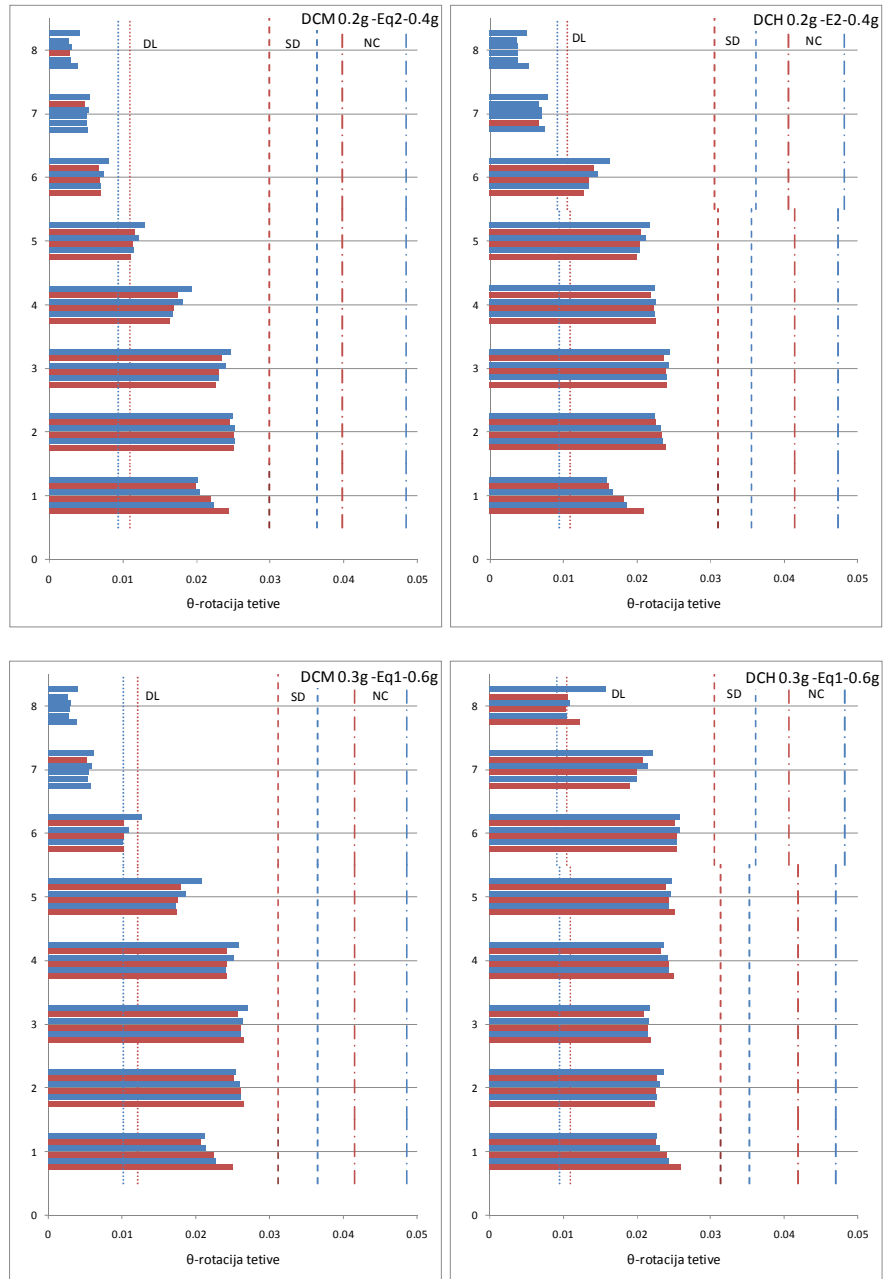 DCM 0.2g -Eq2-0.4g
DL SD NC
8
7
6
5
4
3
2
1
0
0 0.01 0.02 0.03 0.04 0.05
θ-rotacija tetive
DCH 0.2g -E2-0.4g
DL SD NC
8
7
6
5
4
3
2
1
0
0 0.01 0.02 0.03 0.04 0.05
θ-rotacija tetive
DCM 0.3g -Eq1-0.6g
DL SD NC
8
7
6
5
4
3
2
1
0
0 0.01 0.02 0.03 0.04 0.05
θ-rotacija tetive
DCH 0.3g -Eq1-0.6g
DL SD NC
8
7
6
5
4
3
2
1
0
0 0.01 0.02 0.03 0.04 0.05
θ-rotacija tetive